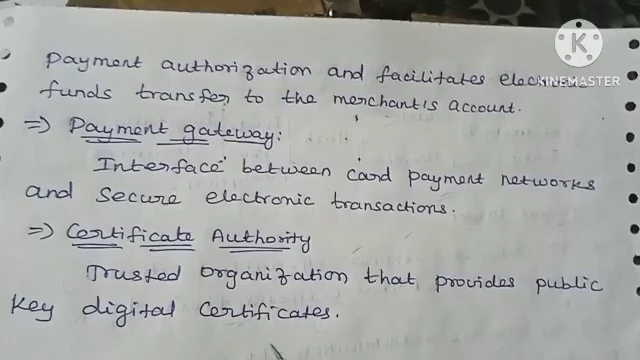 payment authorization and facilitates
funds transfer to the merchant's account.
⇒ Payment gateway:
Interface between card payment networks
and secure electronic transactions.
⇒ Certificate Authority
Trusted organization that provides public
key digital certificates.
K
KINEMASTER